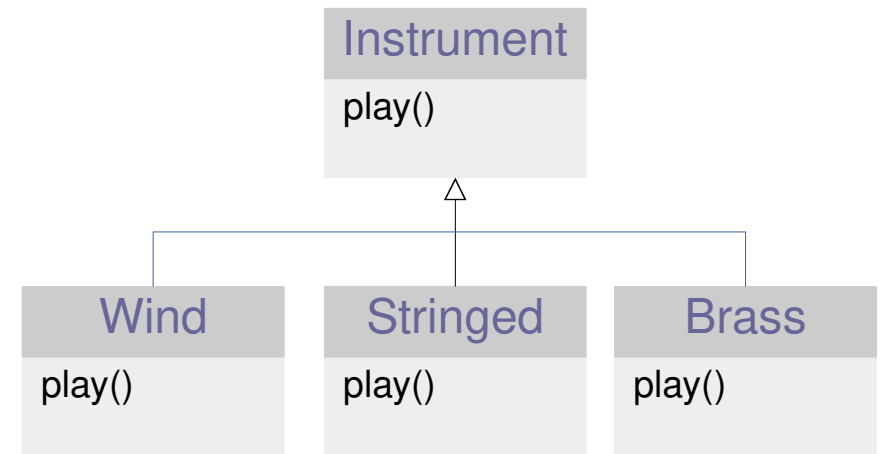 Instrument
play()
Wind
play()
Stringed
play()
Brass
play()